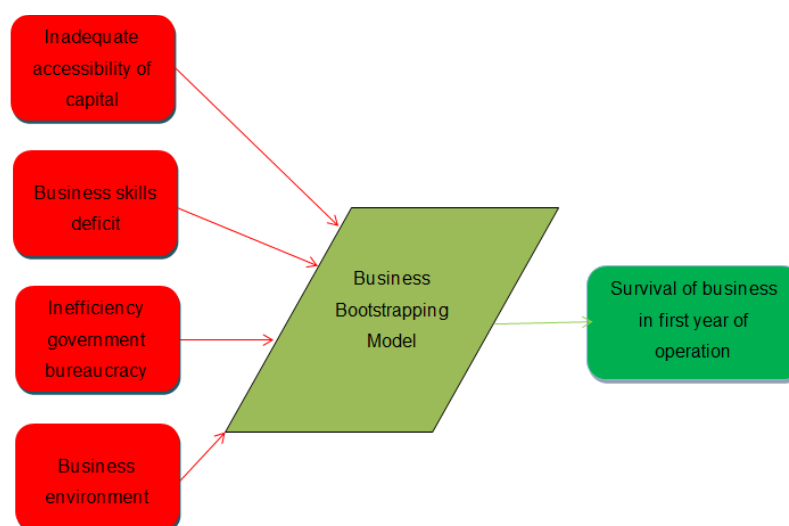 Inadequate
accessibility of
capital
Business skills
deficit
Inefficiency
government
bureaucracy
Business
environment
Business
Bootstrapping
Model
Survival of business
in first year of
operation